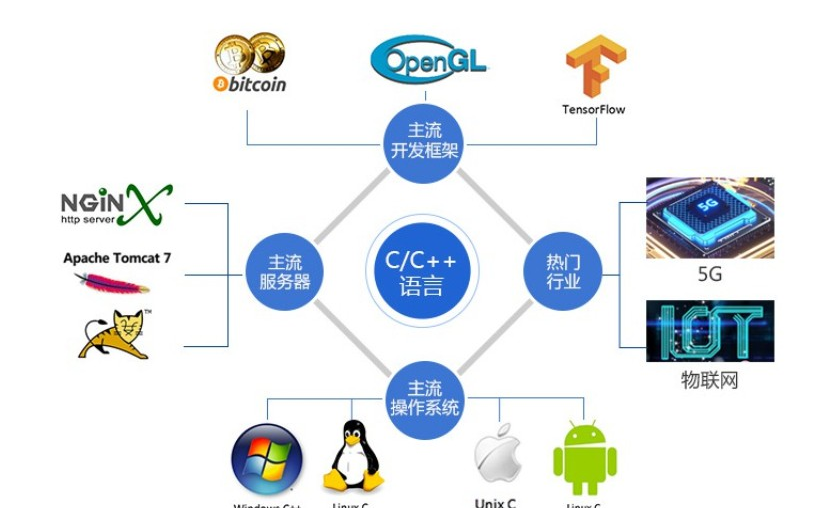 bitcoin
OpenGL
TensorFlow
主流
开发框架
NGiNX
http server
5G
Apache Tomcat 7
主流
服务器
C/C++
语言
热门
行业
5G
TM
IOT
物联网
主流
操作系统
Windows C++
Linux C
Unix C
Linux C